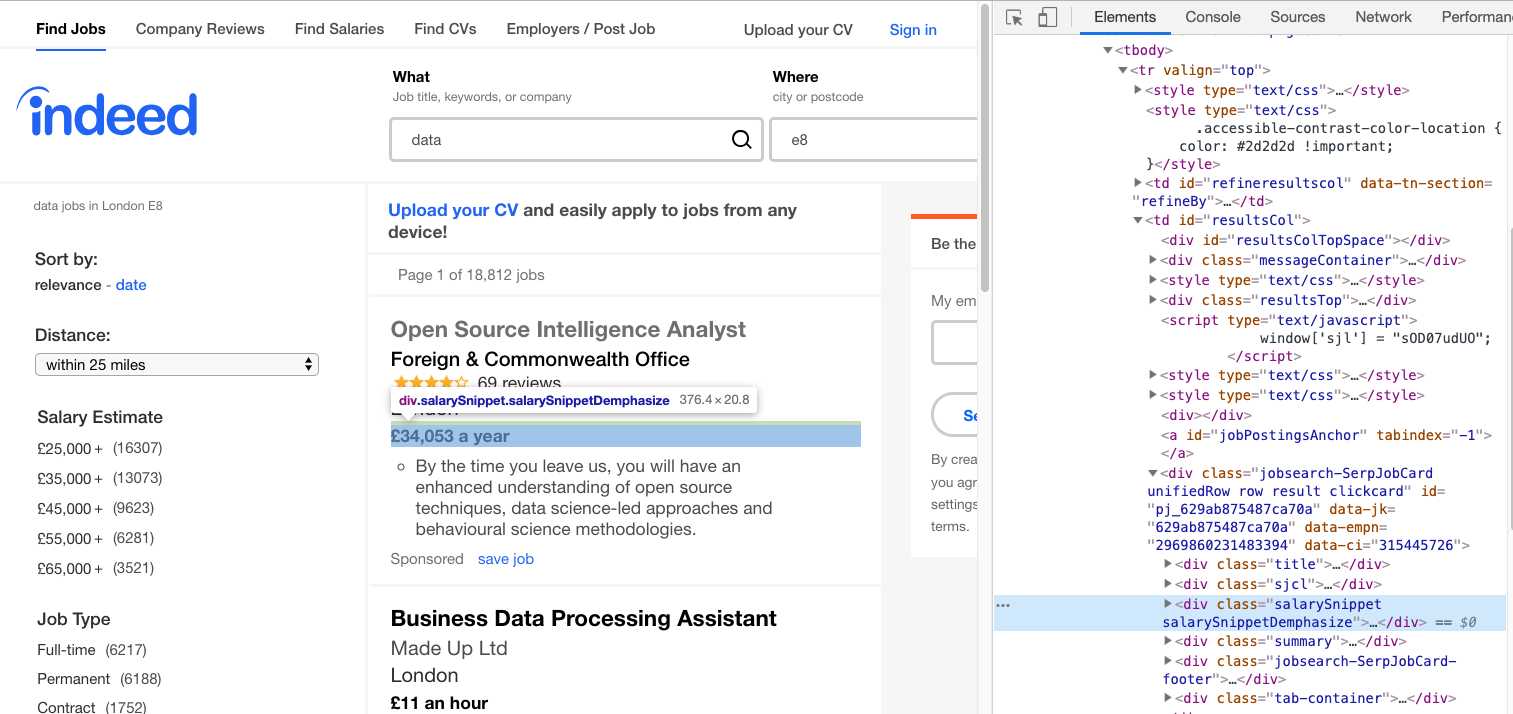 Find Jobs Company Reviews Find Salaries Find CVs Employers / Post Job Upload your CV Sign in
indeed
What
Job title, keywords, or company
data
Where
city or postcode
e8
data jobs in London E8
Sort by:
relevance - date
Distance:
within 25 miles
Salary Estimate
£25,000+ (16307)
£35,000+ (13073)
£45,000+ (9623)
£55,000+ (6281)
£65,000+ (3521)
Job Type
Full-time (6217)
Permanent (6188)
Contract (1752)
Upload your CV and easily apply to jobs from any
device!
Page 1 of 18,812 jobs
Open Source Intelligence Analyst
Foreign & Commonwealth Office
69 reviews
div.salarySnippet.salarySnippetDemphasize 376.4 × 20.8
£34,053 a year
By the time you leave us, you will have an
enhanced understanding of open source
techniques, data science-led approaches and
behavioural science methodologies.
Sponsored save job
Business Data Processing Assistant
Made Up Ltd
London
£11 an hour
Be the
My em
Se
By crea
you agr
settings
terms.
Elements Console Sources Network Performan
<tbody>
<tr valign="top">
<style type="text/css">…</style>
<style type="text/css">
.accessible-contrast-color-location {
color: #2d2d2d !important;
}</style>
<td id="refineresultscol" data-tn-section=
"refineBy">…</td>
<td id="resultsCol">
<div id="resultsColTopSpace"></div>
<div class="messageContainer">…</div>
<style type="text/css">…</style>
<div class="resultsTop">…</div>
<script type="text/javascript">
window['sjl'] = "sOD07udUO";
</script>
<style type="text/css">…</style>
<style type="text/css">…</style>
<div></div>
<a id="jobPostingsAnchor" tabindex="-1">
</a>
<div class="jobsearch-SerpJobCard
unifiedRow row result clickcard" id=
"pj_629ab875487ca70a" data-jk=
"629ab875487ca70a" data-empn=
"2969860231483394" data-ci="315445726">
<div class="title">…</div>
<div class="sjcl">…</div>
… <div class="salarySnippet
salarySnippetDemphasize">…</div> == $0
<div class="summary">…</div>
<div class="jobsearch-SerpJobCard-
footer">…</div>
<div class="tab-container">…</div>